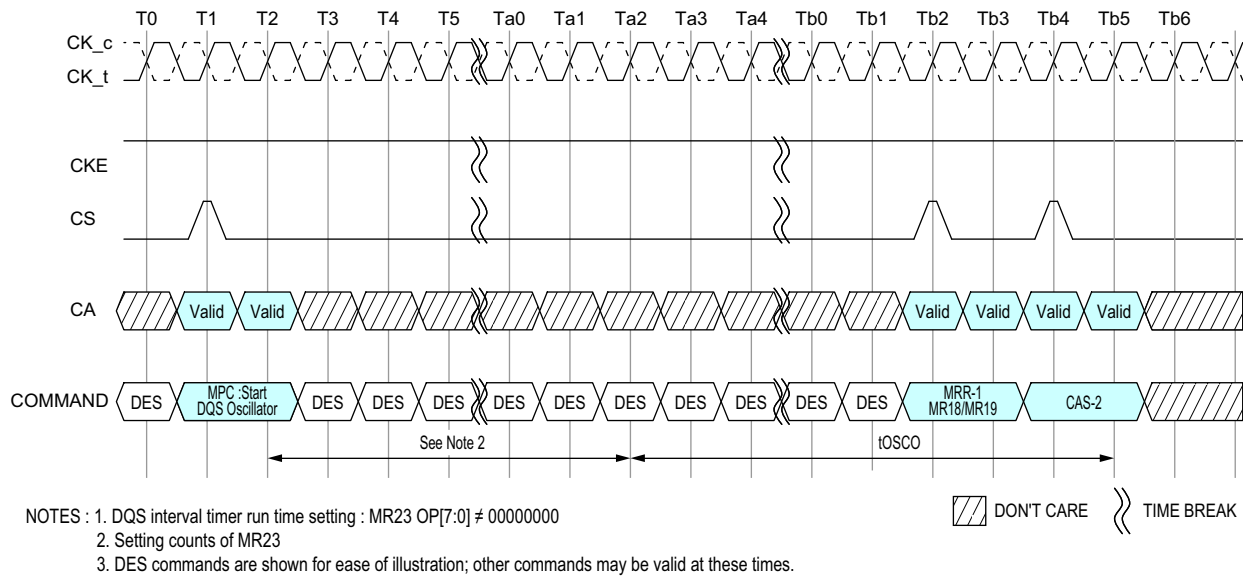 T0 T1 T2 T3 T4 T5 Ta0 Ta1 Ta2 Ta3 Ta4 Tb0 Tb1 Tb2 Tb3 Tb4 Tb5 Tb6
CK_c
CK_t
CKE
CS
CA Valid Valid Valid Valid Valid Valid
COMMAND DES MPC :Start DQS Oscillator DES DES DES DES DES DES DES DES DES DES MRR-1 MR18/MR19 CAS-2
See Note 2 tOSCO
DON'T CARE TIME BREAK
NOTES : 1. DQS interval timer run time setting : MR23 OP[7:0] ≠ 00000000
2. Setting counts of MR23
3. DES commands are shown for ease of illustration; other commands may be valid at these times.